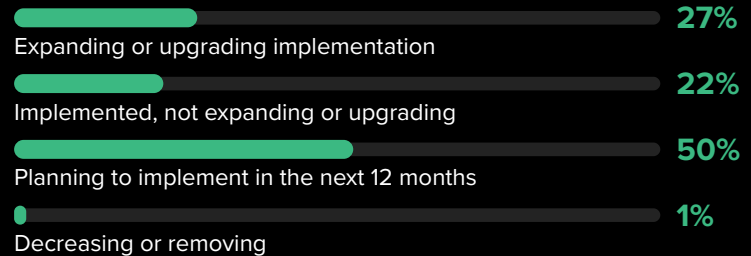 27%
Expanding or upgrading implementation
22%
Implemented, not expanding or upgrading
50%
Planning to implement in the next 12 months
1%
Decreasing or removing